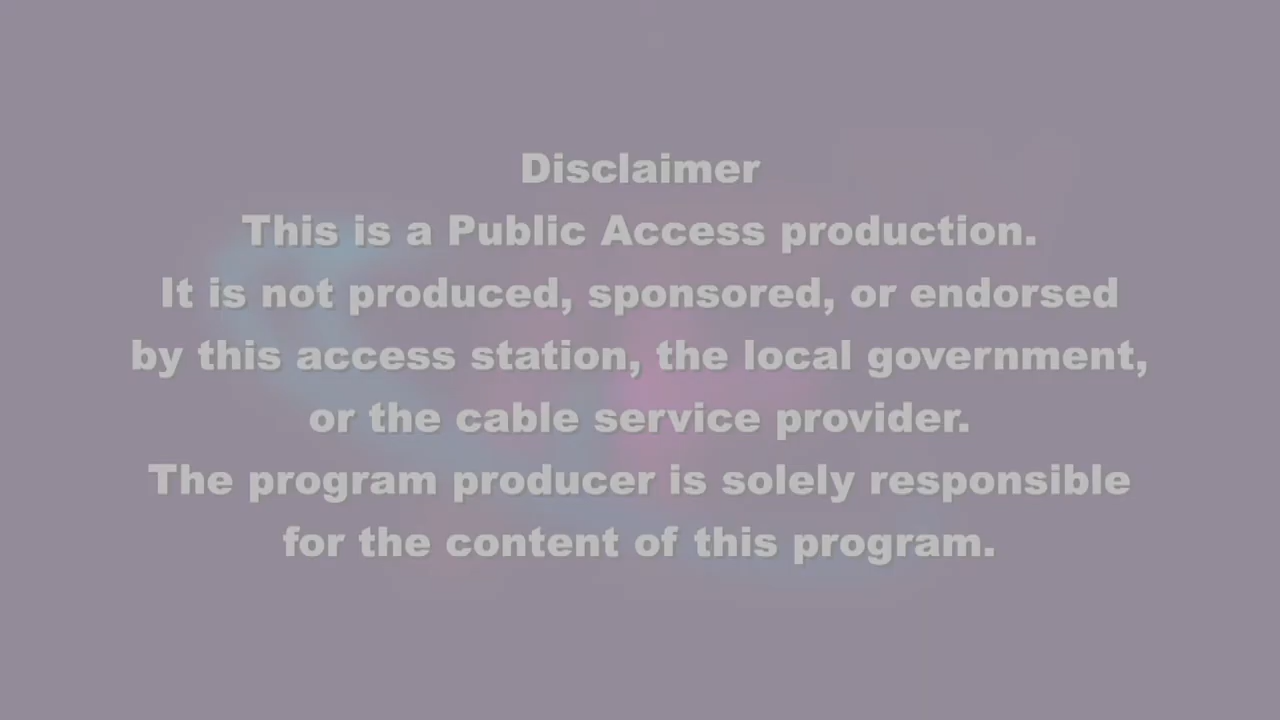 Disclaimer
This is a Public Access production.
It is not produced, sponsored, or endorsed
by this access station, the local government,
or the cable service provider.
The program producer is solely responsible
for the content of this program.